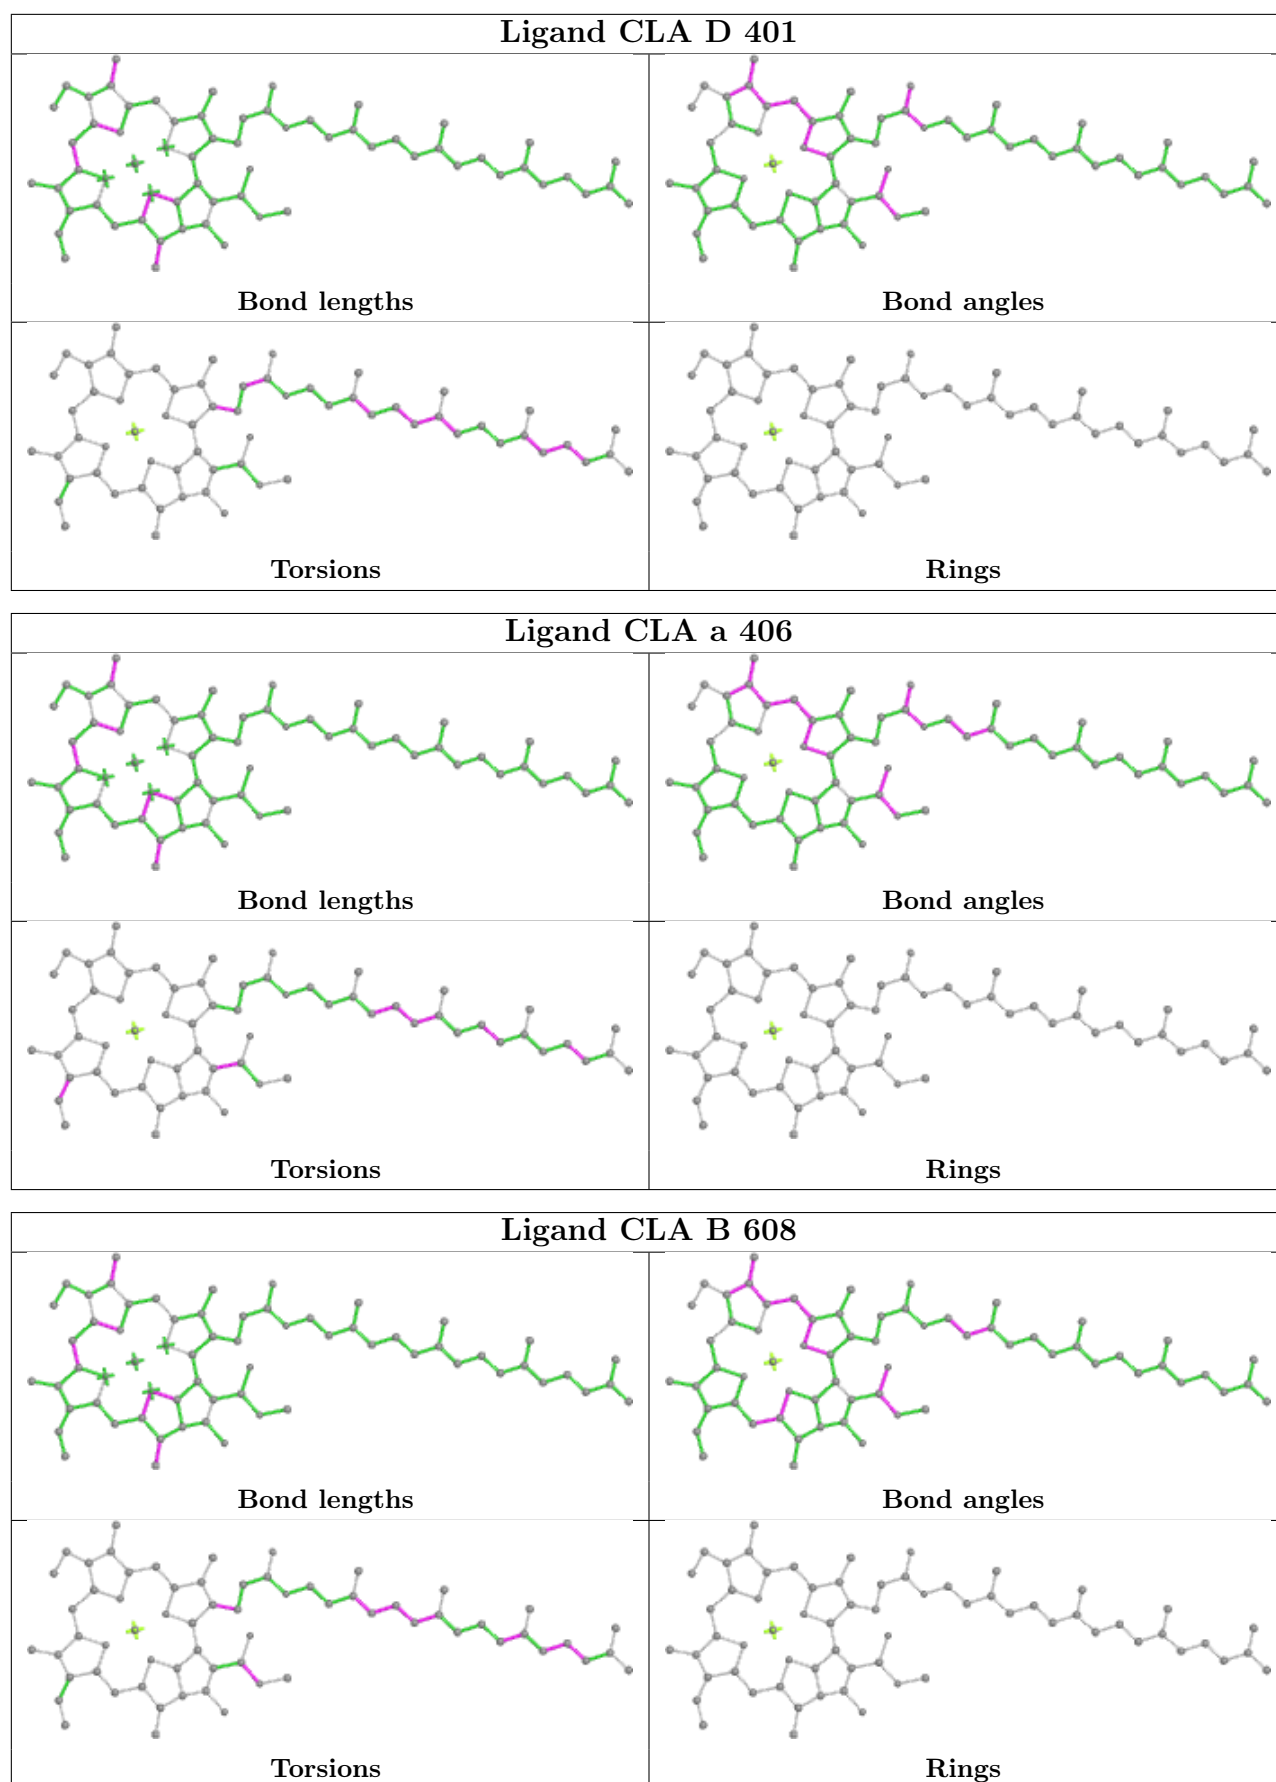 Ligand CLA D 401
Bond lengths
Bond angles
Torsions
Rings
Ligand CLA a 406
Bond lengths
Bond angles
Torsions
Rings
Ligand CLA B 608
Bond lengths
Bond angles
Torsions
Rings